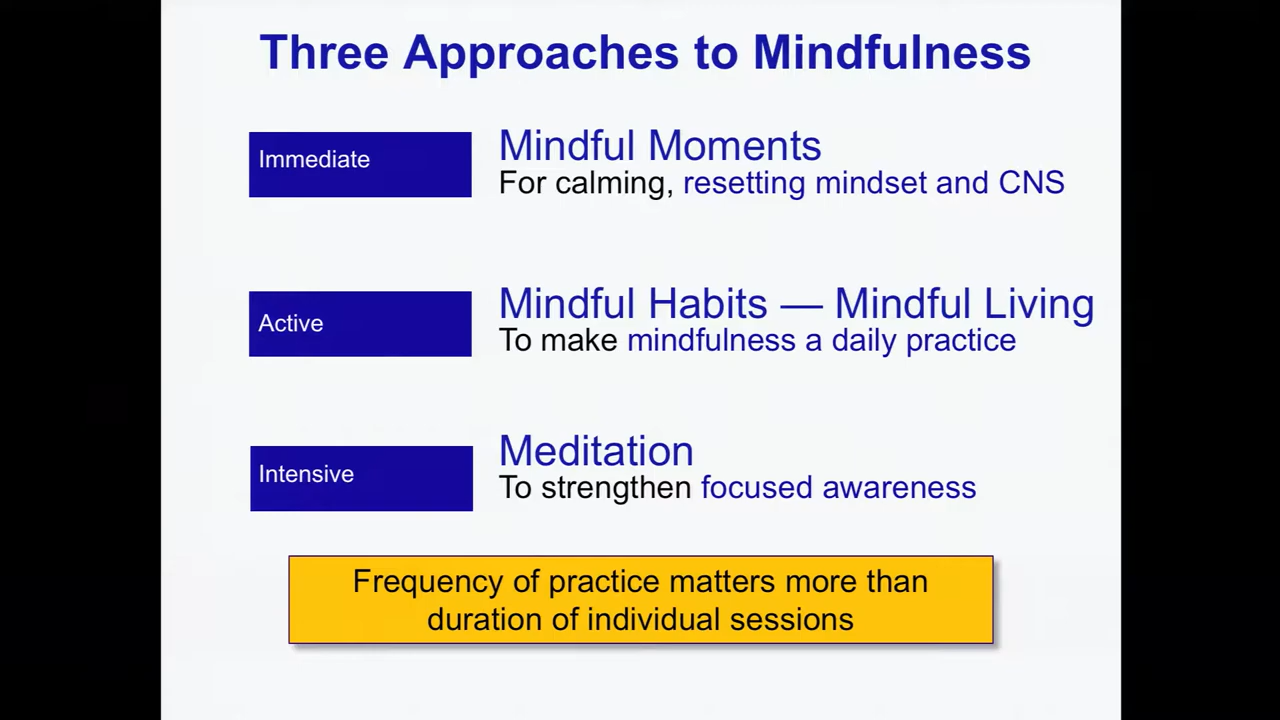 Three Approaches to Mindfulness
Immediate
Mindful Moments
For calming, resetting mindset and CNS
Active
Mindful Habits — Mindful Living
To make mindfulness a daily practice
Intensive
Meditation
To strengthen focused awareness
Frequency of practice matters more than
duration of individual sessions